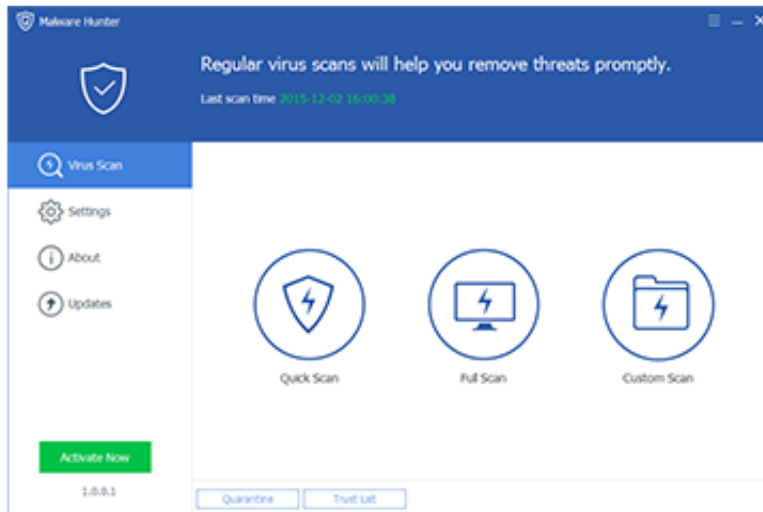 Malware Hunter
Regular virus scans will help you remove threats promptly.
Last scan time 2015-12-02 16:00:38
Virus Scan
Settings
About
Updates
Quick Scan
Full Scan
Custom Scan
Activate Now
1.0.0.1
Quarantine
Trust List